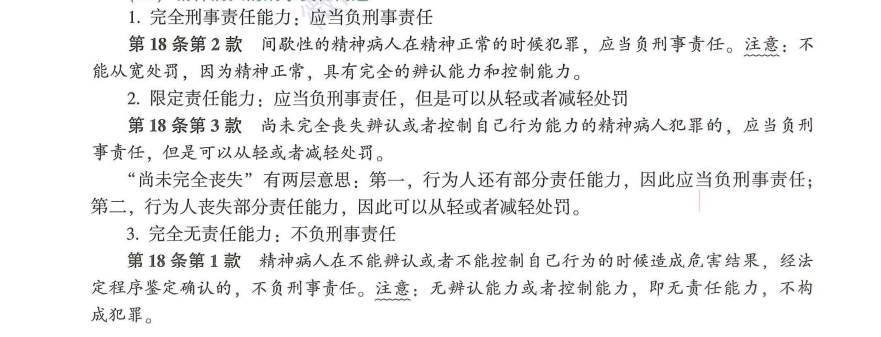 1. 完全刑事责任能力：应当负刑事责任
第 18 条第 2 款 间歇性的精神病人在精神正常的时候犯罪，应当负刑事责任。注意：不
能从宽处罚，因为精神正常，具有完全的辨认能力和控制能力。
2. 限定责任能力：应当负刑事责任，但是可以从轻或者减轻处罚
第 18 条第 3 款 尚未完全丧失辨认或者控制自己行为能力的精神病人犯罪的，应当负刑
事责任，但是可以从轻或者减轻处罚。
“尚未完全丧失”有两层意思：第一，行为人还有部分责任能力，因此应当负刑事责任；
第二，行为人丧失部分责任能力，因此可以从轻或者减轻处罚。
3. 完全无责任能力：不负刑事责任
第 18 条第 1 款 精神病人在不能辨认或者不能控制自己行为的时候造成危害结果，经法
定程序鉴定确认的，不负刑事责任。注意：无辨认能力或者控制能力，即无责任能力，不构
成犯罪。